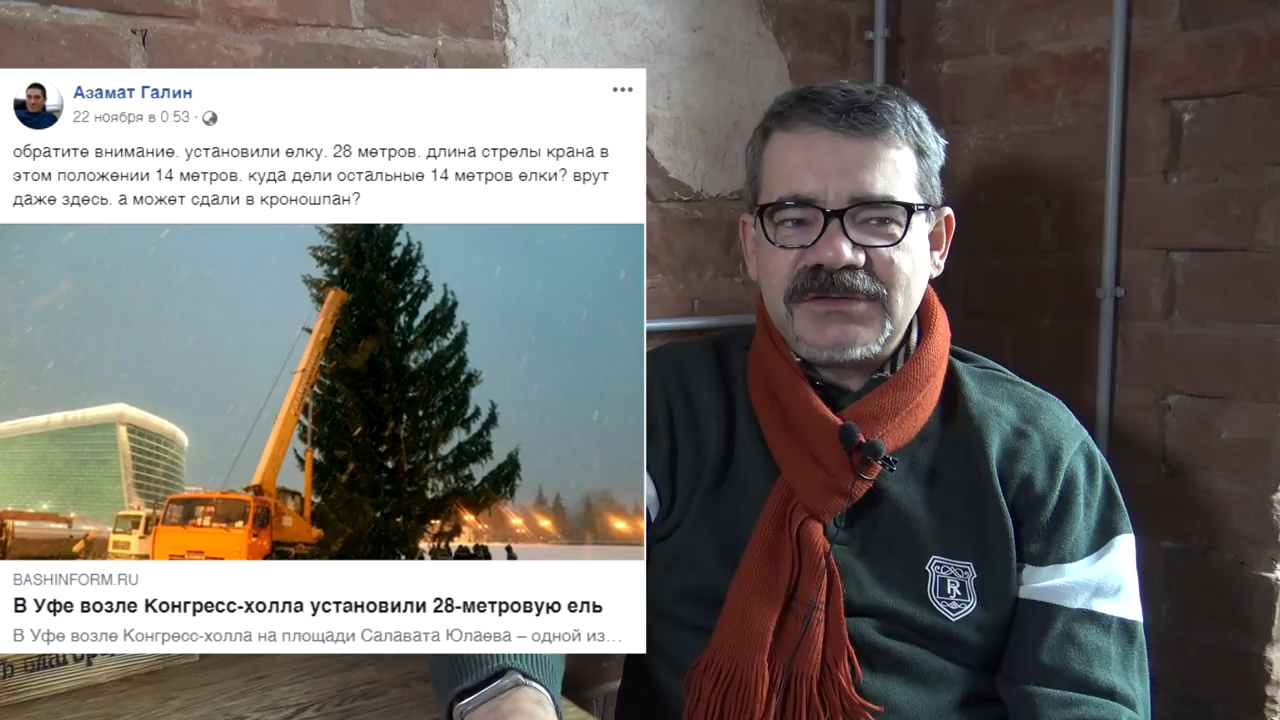 Азамат Галин
22 ноября в 0:53 ·
обратите внимание. установили елку. 28 метров. длина стрелы крана в
этом положении 14 метров. куда дели остальные 14 метров елки? врут
даже здесь. а может сдали в кроношпан?
BASHINFORM.RU
В Уфе возле Конгресс-холла установили 28-метровую ель
В Уфе возле Конгресс-холла на площади Салавата Юлаева – одной из...